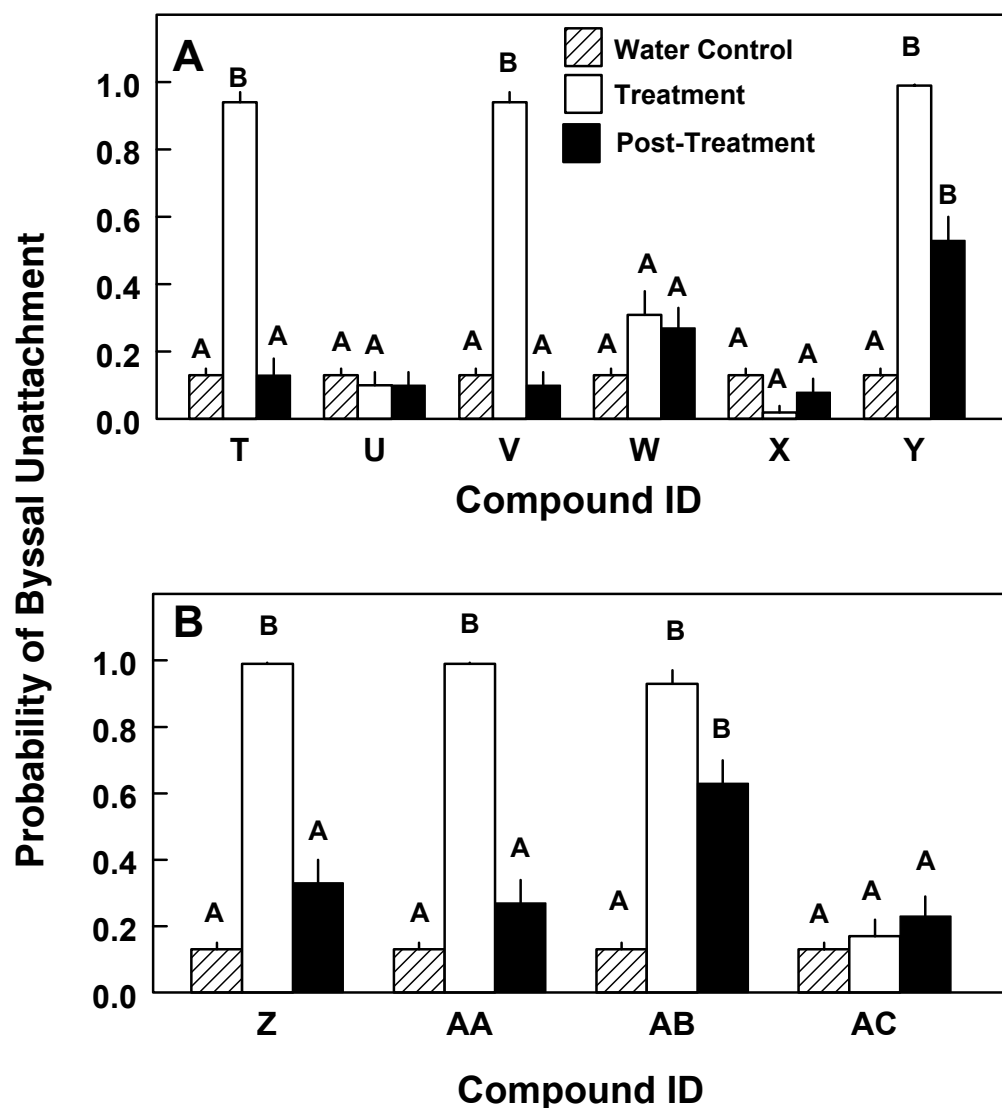 Probability of Byssal Unattachment
A
Water Control
Treatment
Post-Treatment
1.0
0.8
0.6
0.4
0.2
0.0
A B A
A A
A B A
A A A
A A A
A B B
T U V W X Y
Compound ID
B
1.0
0.8
0.6
0.4
0.2
0.0
A B A
A B A
A B B
A A A
Z AA AB AC
Compound ID